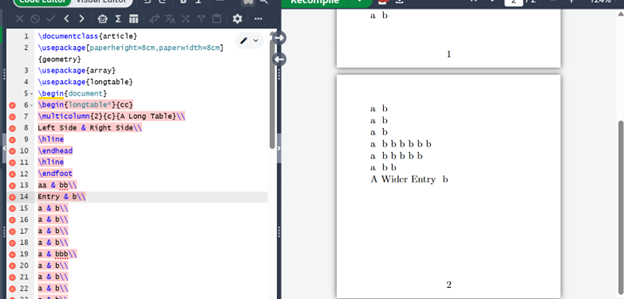 Code Editor
Visual Editor
Recompile
2
/ 2
124%
1 \documentclass{article}
2 \usepackage[paperheight=8cm,paperwidth=8cm]
{geometry}
3 \usepackage{array}
4 \usepackage{longtable}
5 \begin{document}
6 \begin{longtable*}{cc}
7 \multicolumn{2}{c}{A Long Table}\\
8 Left Side & Right Side\\
9 \hline
10 \endhead
11 \hline
12 \endfoot
13 aa & bb\\
14 Entry & b\\
15 a & b\\
16 a & b\\
17 a & b\\
18 a & b\\
19 a & bbb\\
20 a & b\\
21 a & b\\
22 a & b\\
23 a & b\\
a b
1
a b
a b
a b
a b b b b b b
a b b b b b
a b b
A Wider Entry b
2